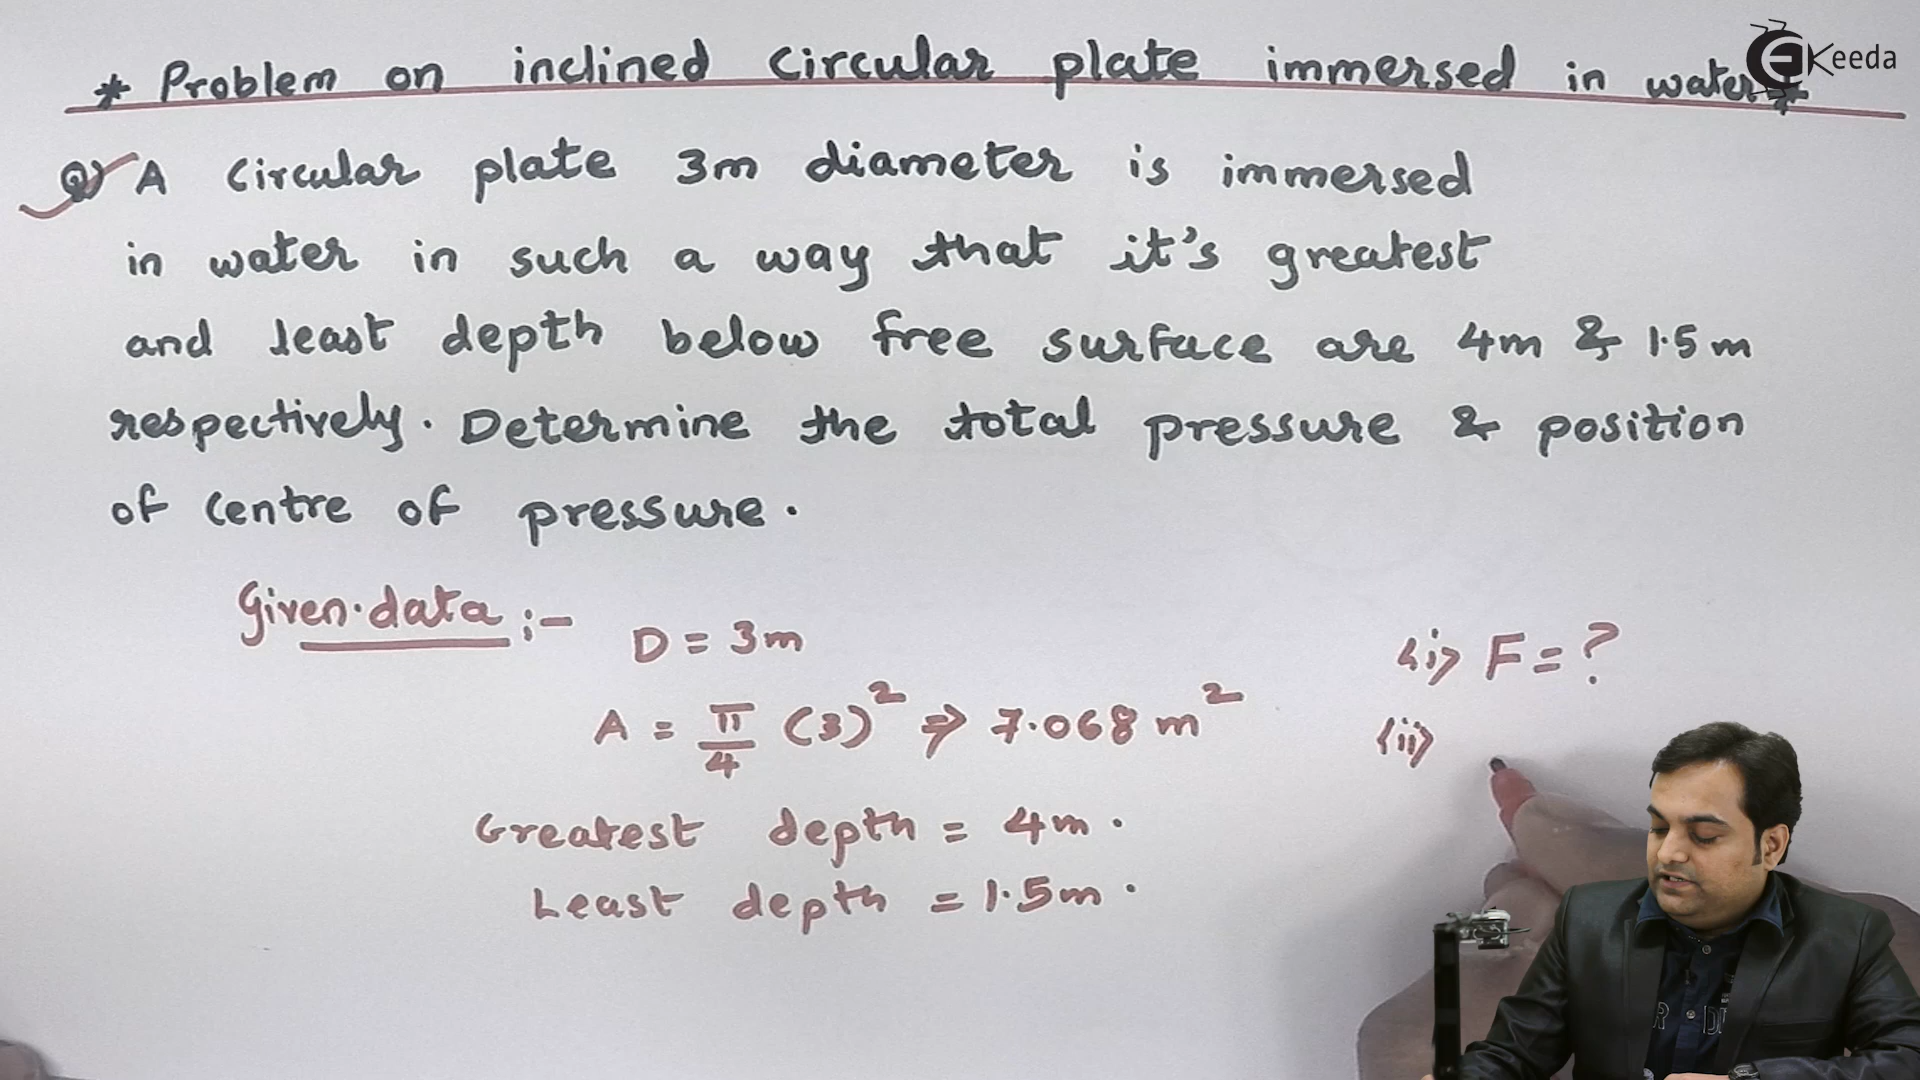 * Problem on inclined circular plate immersed in water *
Keeda
Q) A circular plate 3m diameter is immersed
in water in such a way that it's greatest
and least depth below free surface are 4m & 1.5m
respectively. Determine the total pressure & position
of centre of pressure.
Given data :-
D = 3m
(i) F = ?
A = π/4 (3)² ⇒ 7.068 m²
(ii)
Greatest depth = 4m.
Least depth = 1.5m.